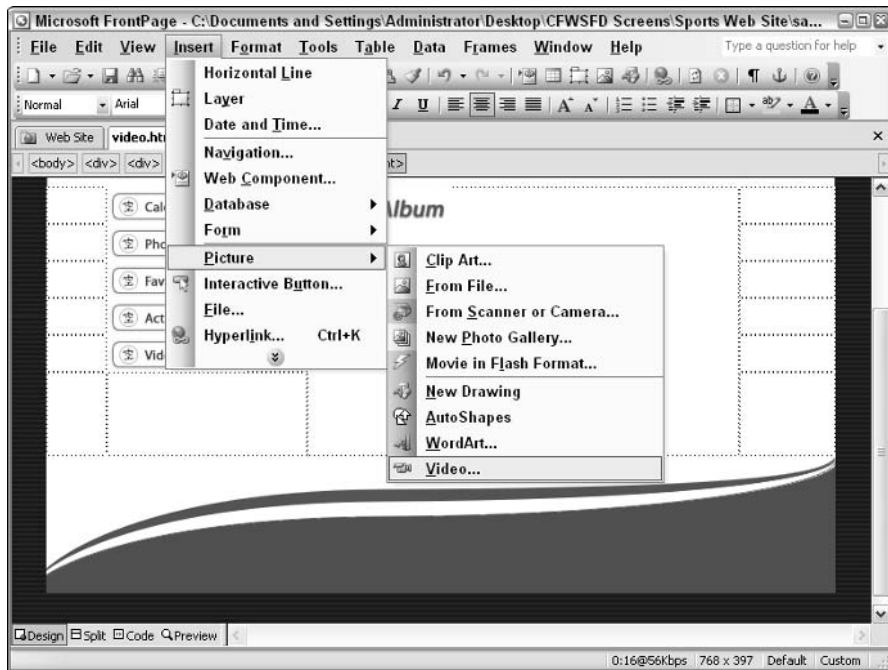 Microsoft FrontPage - C:\Documents and Settings\Administrator\Desktop\CFWSFD Screens\Sports Web Site\sa...
File Edit View Insert Format Tools Table Data Frames Window Help Type a question for help
Normal Arial
Web Site video.ht
<body> <div> <div>
Horizontal Line
Layer
Date and Time...
Navigation...
Web Component...
Database
Form
Picture
Interactive Button...
File...
Hyperlink... Ctrl+K
Clip Art...
From File...
From Scanner or Camera...
New Photo Gallery...
Movie in Flash Format...
New Drawing
AutoShapes
WordArt...
Video...
lbum
Cal
Pho
Fav
Act
Vid
Design Split Code Preview
0:16@56Kbps 768 x 397 Default Custom